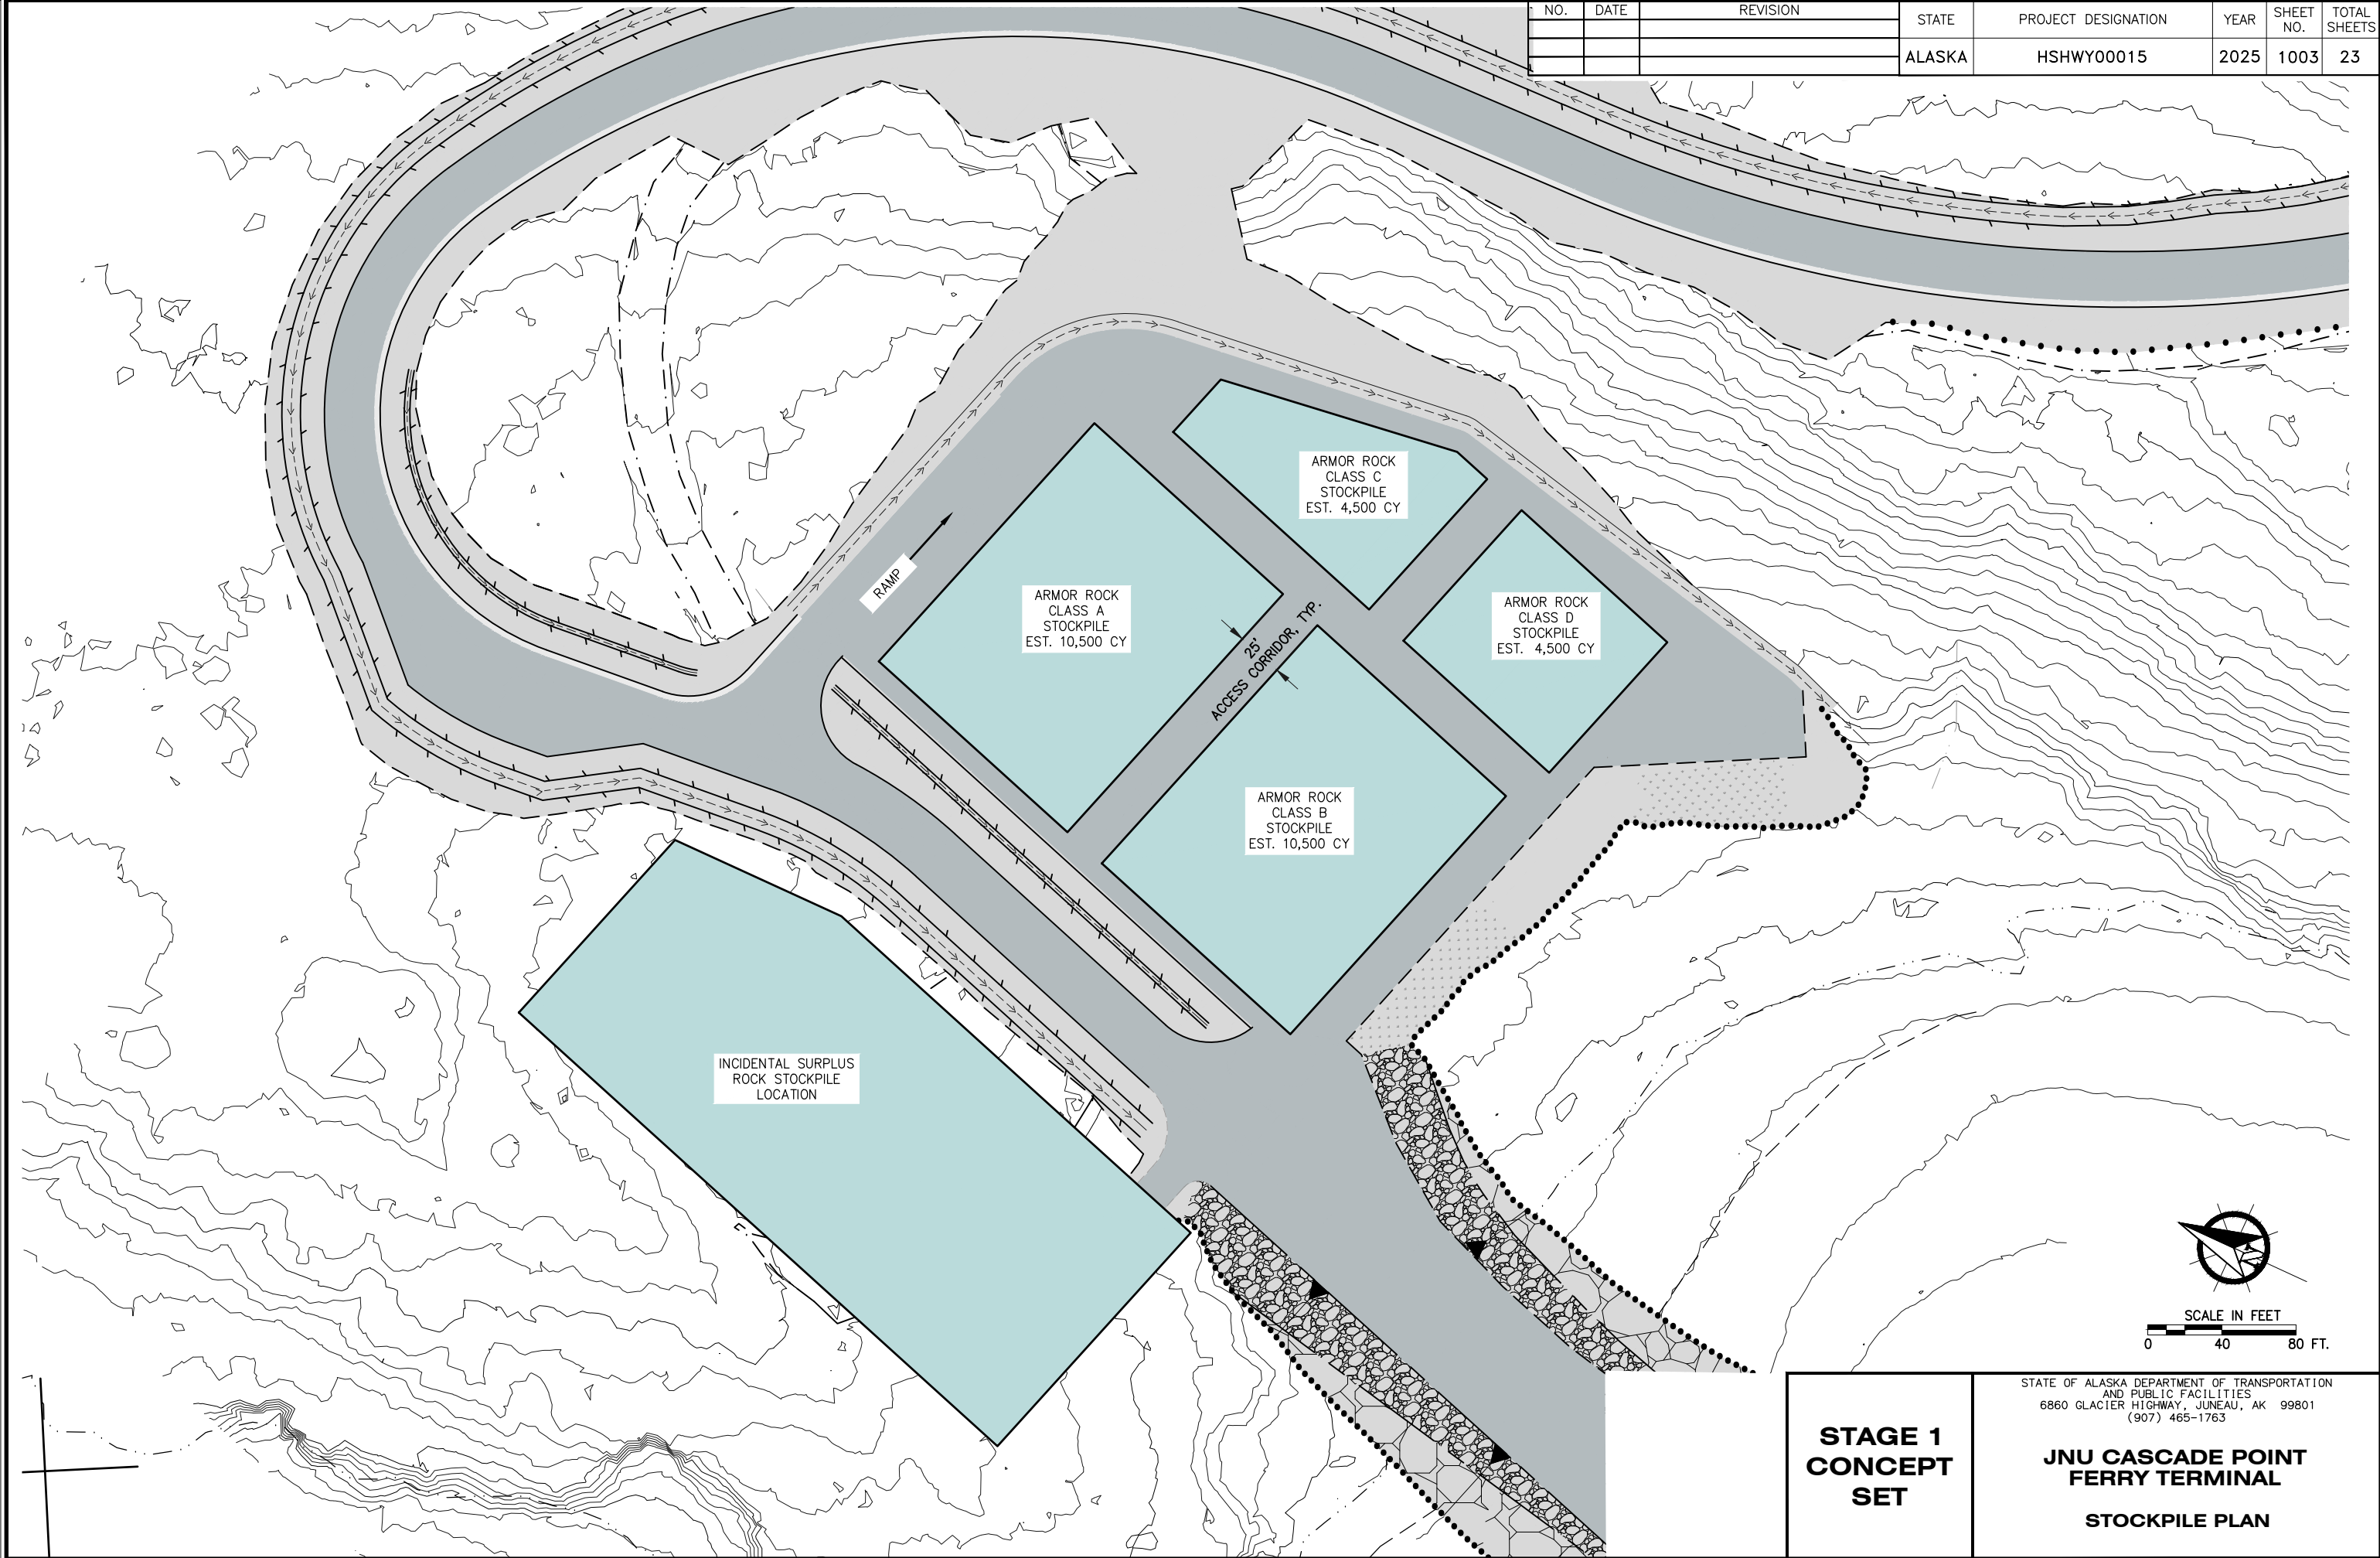 NO. DATE REVISION
STATE PROJECT DESIGNATION YEAR SHEET NO. TOTAL SHEETS
ALASKA HSHWY00015 2025 1003 23
ARMOR ROCK
CLASS C
STOCKPILE
EST. 4,500 CY
RAMP
ARMOR ROCK
CLASS A
STOCKPILE
EST. 10,500 CY
ARMOR ROCK
CLASS D
STOCKPILE
EST. 4,500 CY
25'
ACCESS CORRIDOR, TYP.
ARMOR ROCK
CLASS B
STOCKPILE
EST. 10,500 CY
INCIDENTAL SURPLUS
ROCK STOCKPILE
LOCATION
SCALE IN FEET
0 40 80 FT.
STAGE 1
CONCEPT
SET
STATE OF ALASKA DEPARTMENT OF TRANSPORTATION
AND PUBLIC FACILITIES
6860 GLACIER HIGHWAY, JUNEAU, AK 99801
(907) 465-1763
JNU CASCADE POINT
FERRY TERMINAL
STOCKPILE PLAN